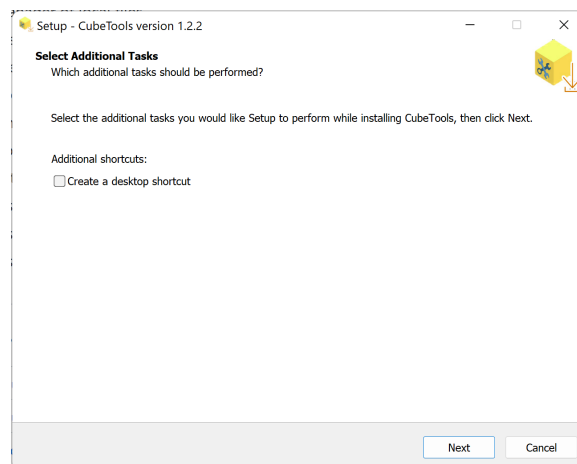 Setup - CubeTools version 1.2.2
Select Additional Tasks
Which additional tasks should be performed?
Select the additional tasks you would like Setup to perform while installing CubeTools, then click Next.
Additional shortcuts:
Create a desktop shortcut
Next
Cancel